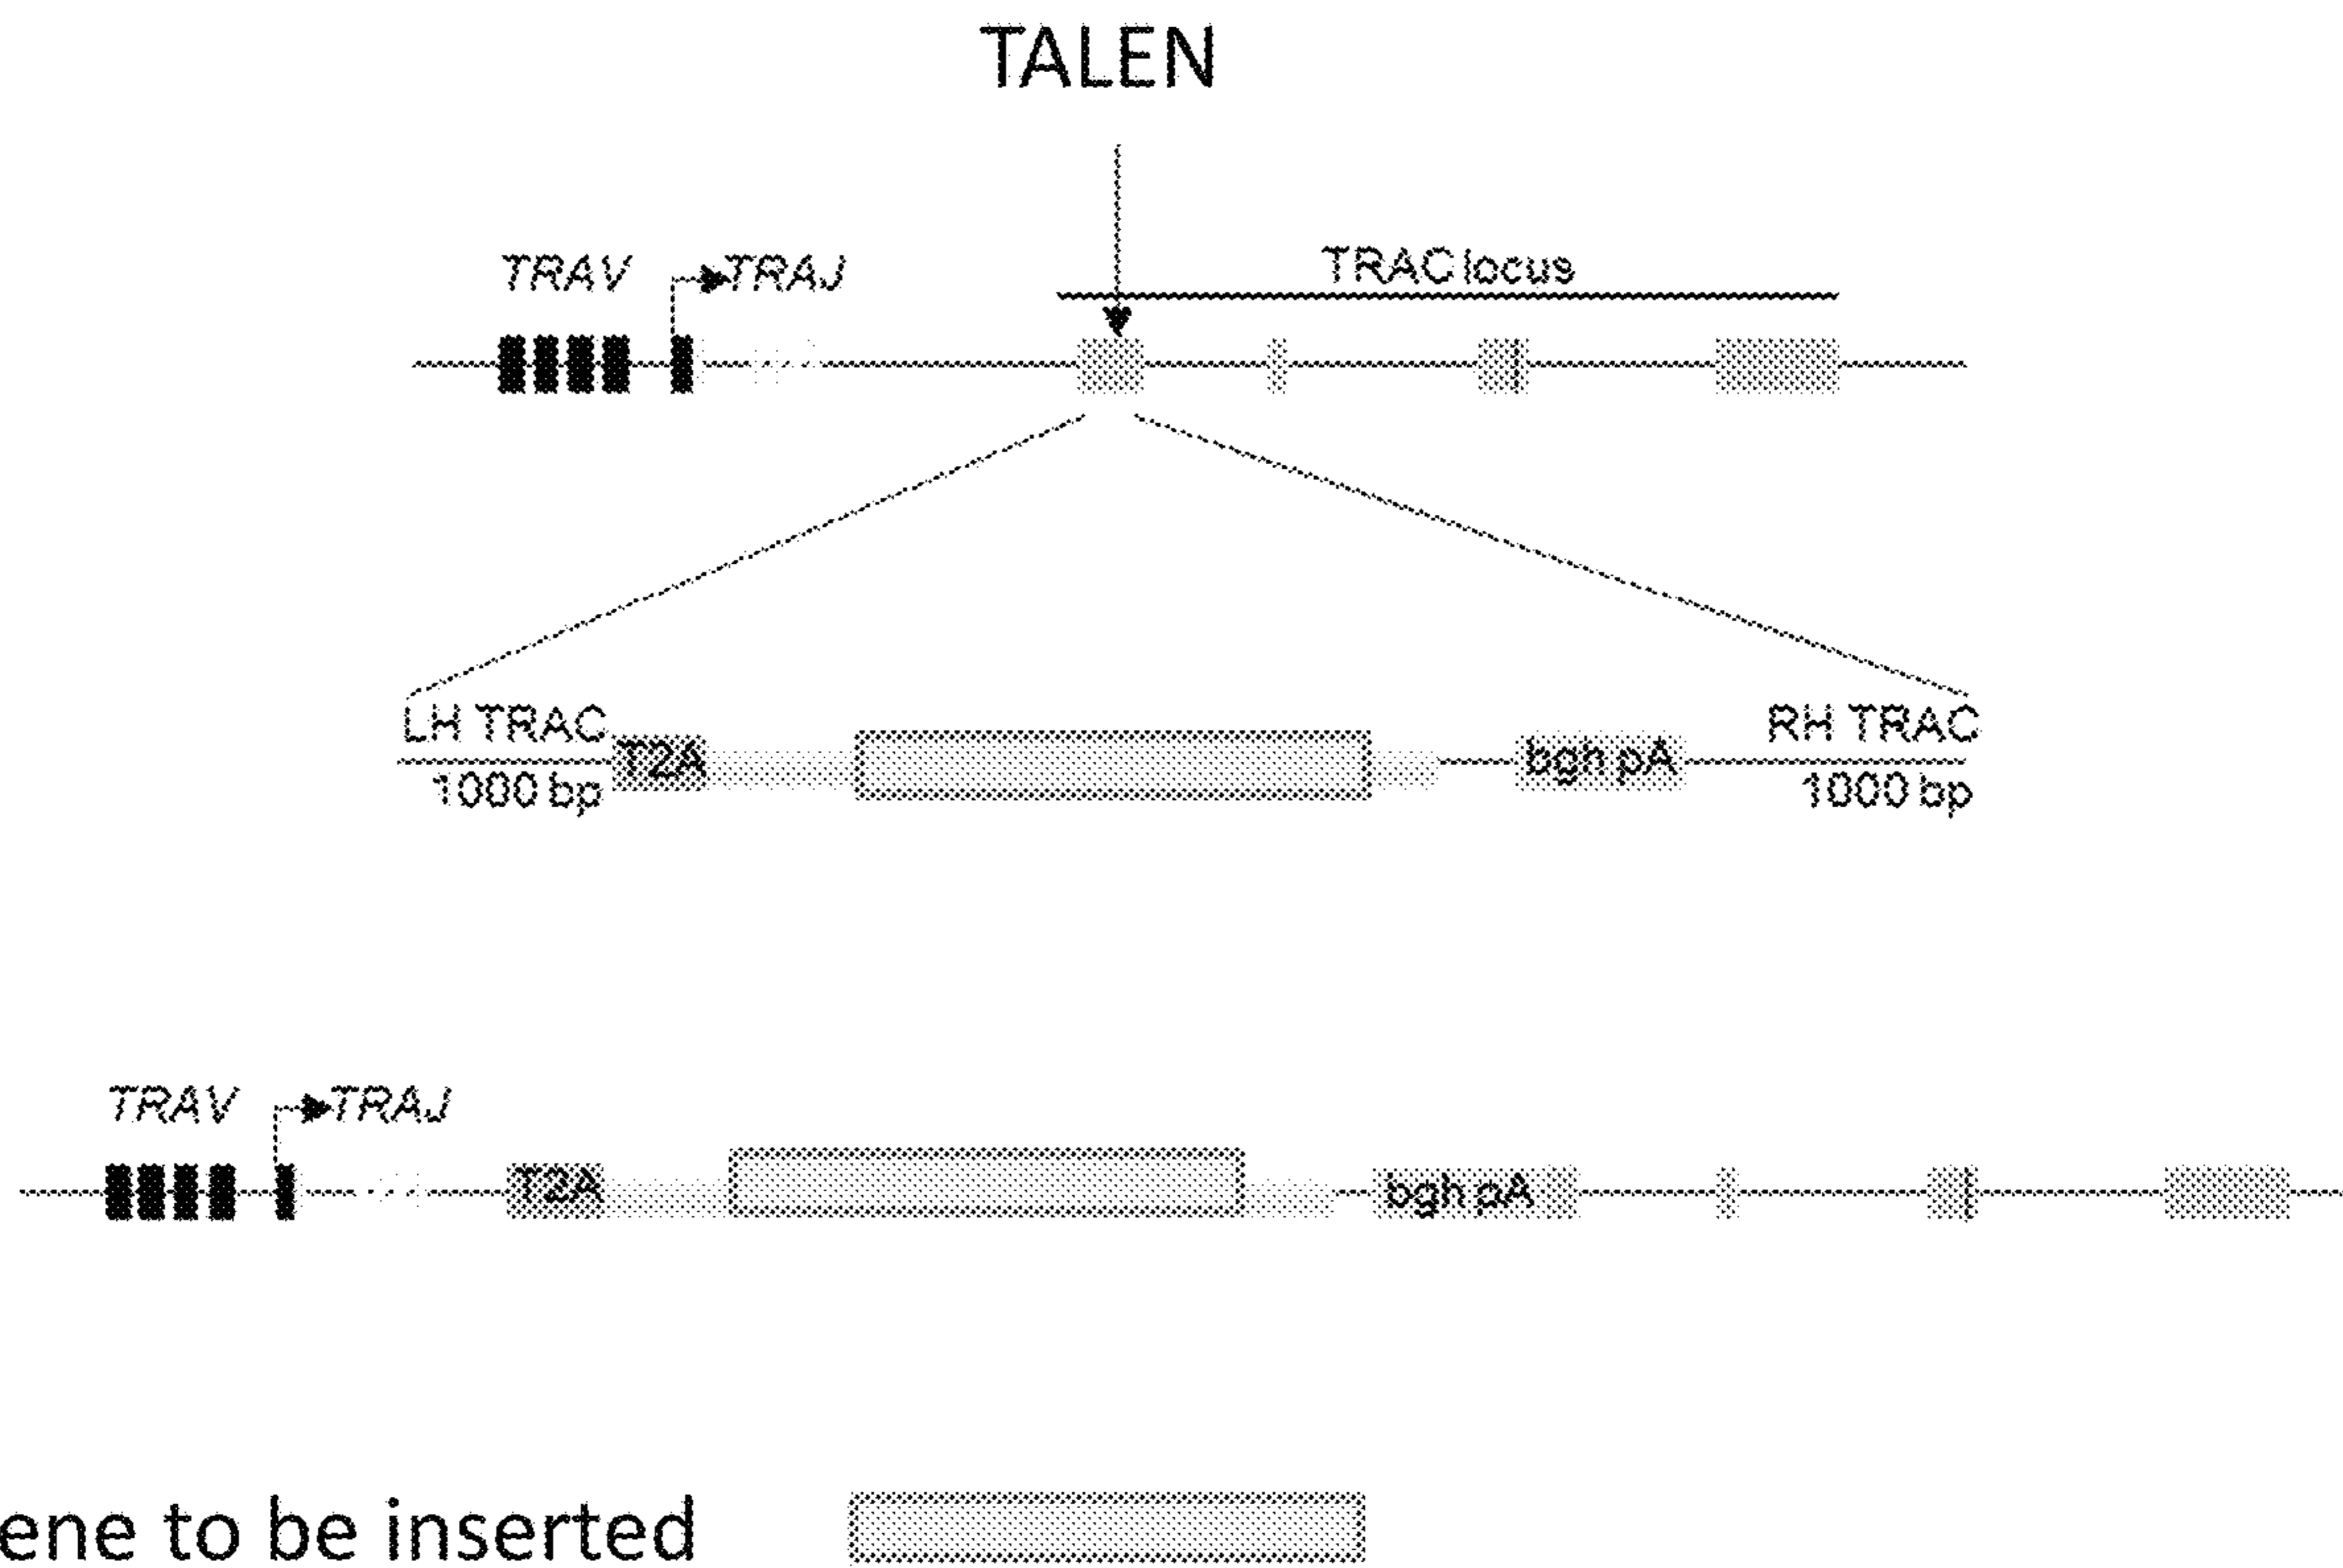 TALEN
TRAV TRAJ TRAC locus
LH TRAC RH TRAC
T2A bgh pA
1000 bp 1000 bp
TRAV TRAJ
T2A bgh pA
ene to be inserted